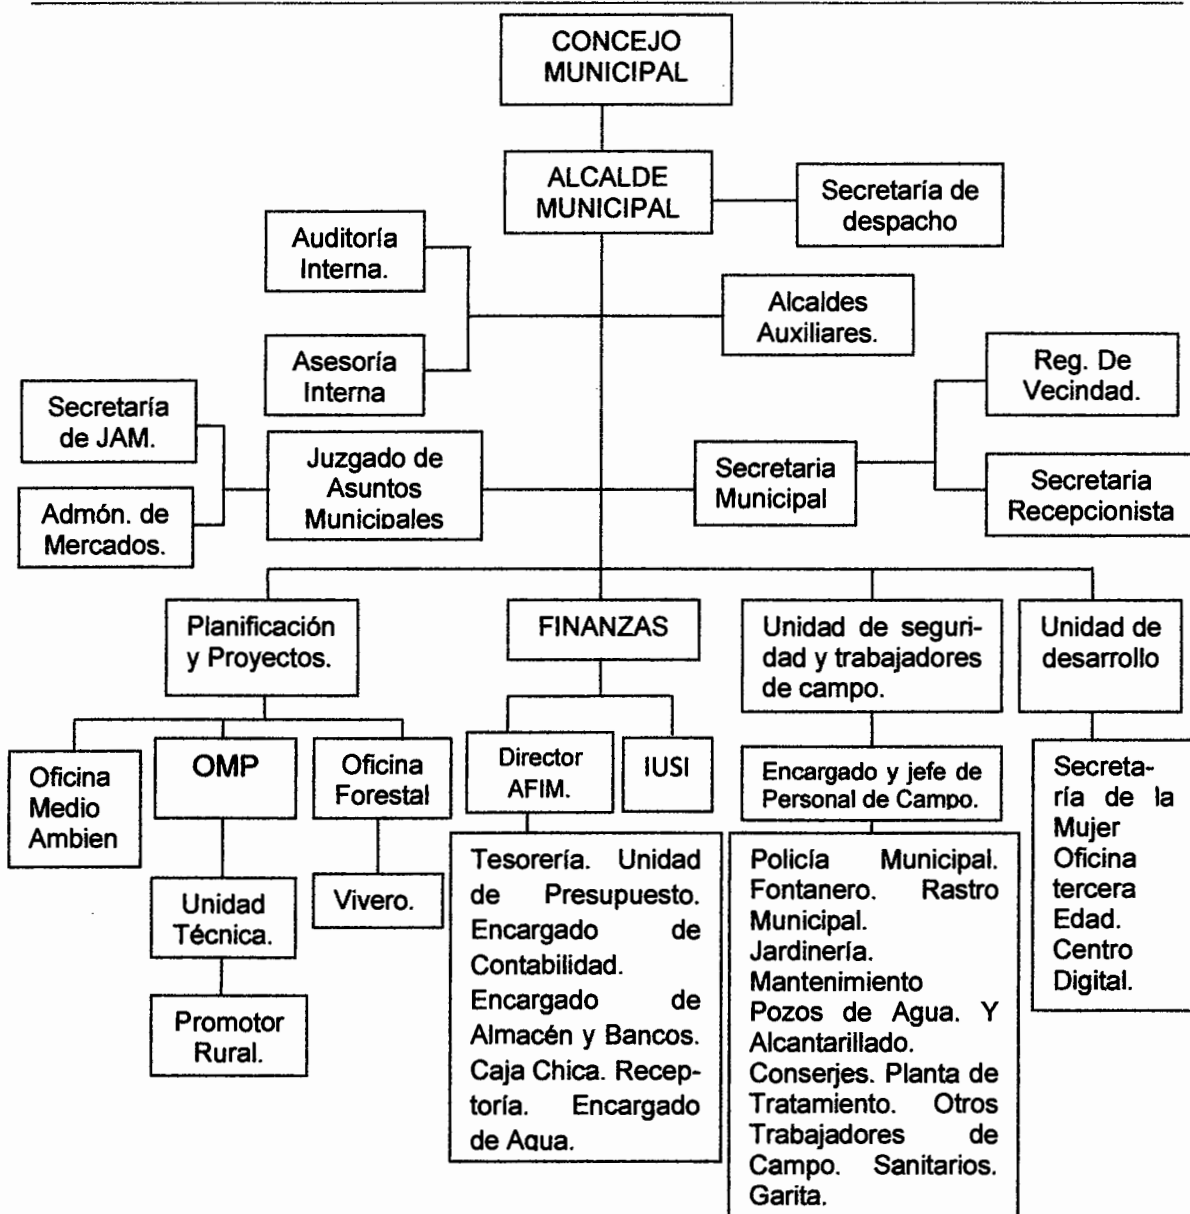 CONCEJO
MUNICIPAL
ALCALDE
MUNICIPAL
Secretaría de
despacho
Auditoría
Interna.
Alcaldes
Auxiliares.
Asesoría
Interna
Reg. De
Vecindad.
Secretaría
de JAM.
Juzgado de
Asuntos
Municipales
Secretaria
Municipal
Secretaria
Recepcionista
Admón. de
Mercados.
Planificación
y Proyectos.
FINANZAS
Unidad de seguri-
dad y trabajadores
de campo.
Unidad de
desarrollo
Oficina
Medio
Ambien
OMP
Oficina
Forestal
Director
AFIM.
IUSI
Encargado y jefe de
Personal de Campo.
Secreta-
ría de la
Mujer
Oficina
tercera
Edad.
Centro
Digital.
Unidad
Técnica.
Vivero.
Promotor
Rural.
Tesorería. Unidad
de Presupuesto.
Encargado de
Contabilidad.
Encargado de
Almacén y Bancos.
Caja Chica. Recep-
toría. Encargado
de Agua.
Policía Municipal.
Fontanero. Rastro
Municipal.
Jardinería.
Mantenimiento
Pozos de Agua. Y
Alcantarillado.
Conserjes. Planta de
Tratamiento. Otros
Trabajadores de
Campo. Sanitarios.
Garita.